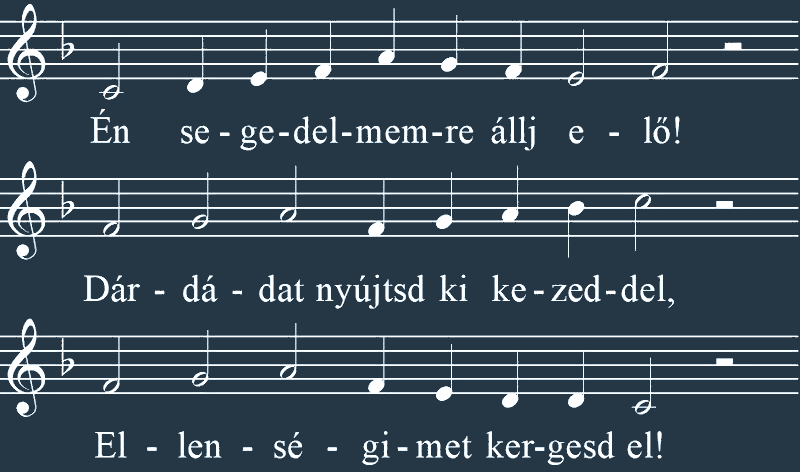 Én se - ge-del-mem-re állj e - lő!
Dár - dá - dat nyújtsd ki ke-zed-del,
El - len - sé - gi-met ker-gesd el!